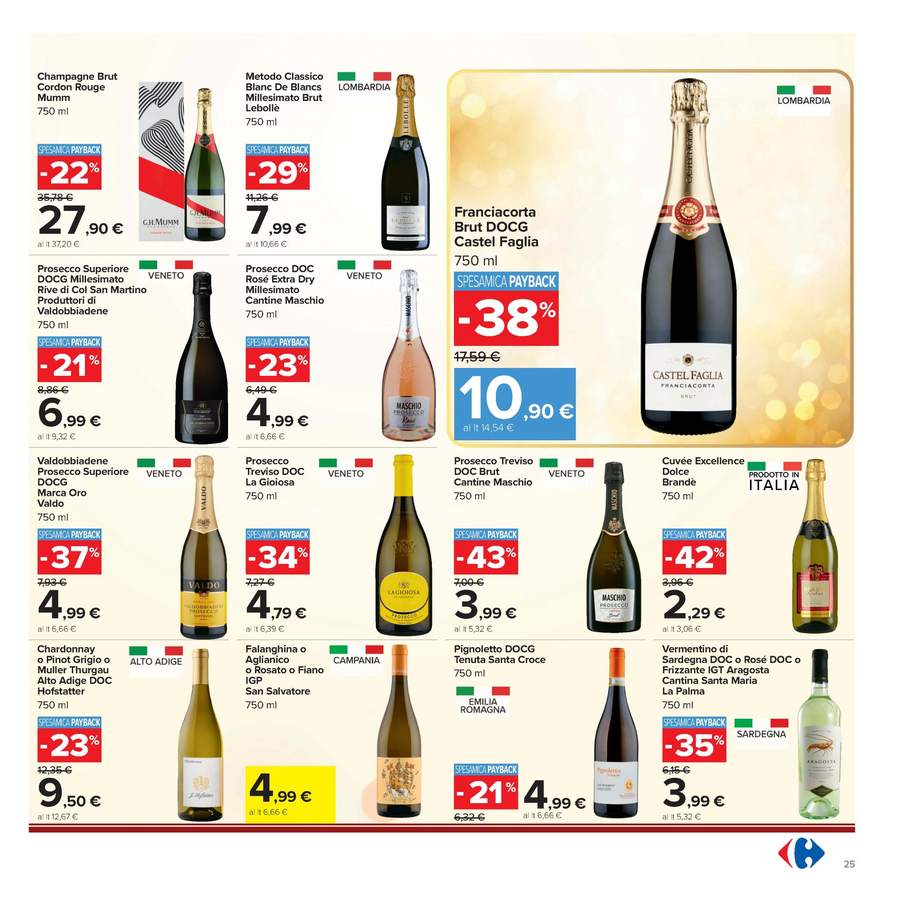 Champagne Brut
Cordon Rouge
Mumm
750 ml
SPESAMICA PAYBACK
-22%
35,78 €
27,90 €
al lt 37,20 €
G.H.MUMM
G.H.MUMM
Metodo Classico
Blanc De Blancs
Millesimato Brut
Lebollè
750 ml
LOMBARDIA
SPESAMICA PAYBACK
-29%
11,26 €
7,99 €
al lt 10,66 €
LOMBARDIA
Franciacorta
Brut DOCG
Castel Faglia
750 ml
SPESAMICA PAYBACK
-38%
17,59 €
10,90 €
al lt 14,54 €
CASTEL FAGLIA
FRANCIACORTA
BRUT
Prosecco Superiore
DOCG Millesimato
Rive di Col San Martino
Produttori di
Valdobbiadene
750 ml
VENETO
SPESAMICA PAYBACK
-21%
8,86 €
6,99 €
al lt 9,32 €
Prosecco DOC
Rosé Extra Dry
Millesimato
Cantine Maschio
750 ml
VENETO
SPESAMICA PAYBACK
-23%
6,49 €
4,99 €
al lt 6,66 €
MASCHIO
MASCHIO
PROSECCO
Rosé
Valdobbiadene
Prosecco Superiore
DOCG
Marca Oro
Valdo
750 ml
VENETO
SPESAMICA PAYBACK
-37%
7,93 €
4,99 €
al lt 6,66 €
VALDO
VALDO
Prosecco
Treviso DOC
La Gioiosa
750 ml
VENETO
SPESAMICA PAYBACK
-34%
7,27 €
4,79 €
al lt 6,39 €
LA GIOIOSA
PROSECCO
Prosecco Treviso
DOC Brut
Cantine Maschio
750 ml
VENETO
SPESAMICA PAYBACK
-43%
7,00 €
3,99 €
al lt 5,32 €
MASCHIO
PROSECCO
Brut
Cuvée Excellence
Dolce
Brandè
750 ml
PRODOTTO IN
ITALIA
SPESAMICA PAYBACK
-42%
3,96 €
2,29 €
al lt 3,06 €
Chardonnay
o Pinot Grigio o
Muller Thurgau
Alto Adige DOC
Hofstatter
750 ml
ALTO ADIGE
SPESAMICA PAYBACK
-23%
12,35 €
9,50 €
al lt 12,67 €
J. Hofstätter
Falanghina o
Aglianico
o Rosato o Fiano
IGP
San Salvatore
750 ml
CAMPANIA
4,99 €
al lt 6,66 €
Pignoletto DOCG
Tenuta Santa Croce
750 ml
EMILIA
ROMAGNA
SPESAMICA PAYBACK
-21%
6,32 €
4,99 €
al lt 6,66 €
Pignoletto
Vermentino di
Sardegna DOC o Rosé DOC o
Frizzante IGT Aragosta
Cantina Santa Maria
La Palma
750 ml
SPESAMICA PAYBACK
-35%
SARDEGNA
6,15 €
3,99 €
al lt 5,32 €
ARAGOSTA
25